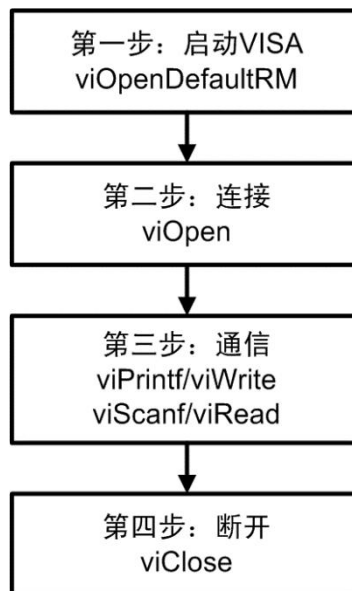 第一步：启动VISA
viOpenDefaultRM
第二步：连接
viOpen
第三步：通信
viPrintf/viWrite
viScanf/viRead
第四步：断开
viClose